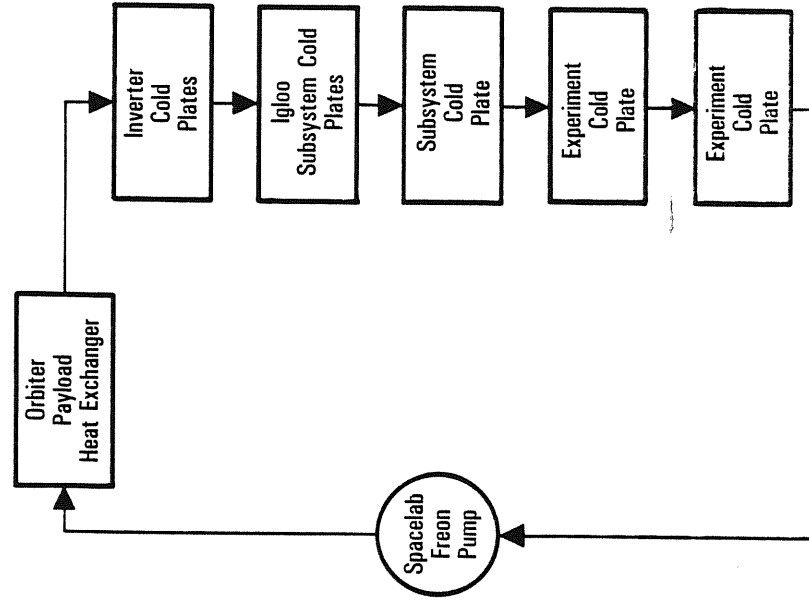 Orbiter
Payload
Heat Exchanger
Inverter
Cold
Plates
Igloo
Subsystem Cold
Plates
Subsystem
Cold
Plate
Experiment
Cold
Plate
Experiment
Cold
Plate
Spacelab
Freon
Pump